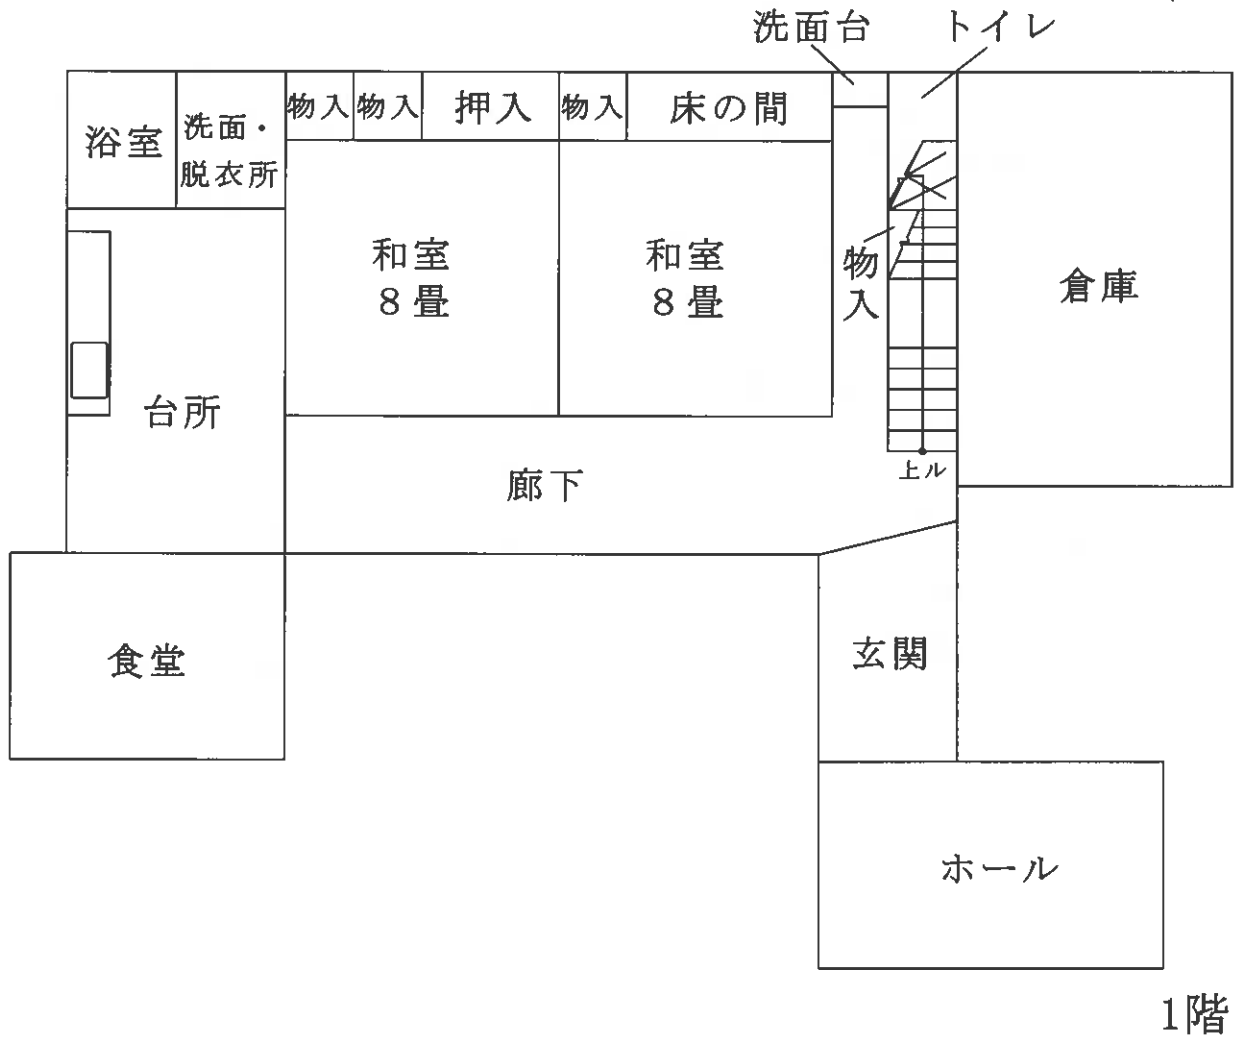 洗面台
トイレ
浴室
洗面・
脱衣所
物入
物入
押入
物入
床の間
和室
8畳
和室
8畳
物
入
倉庫
台所
上ル
廊下
食堂
玄関
ホール
1階